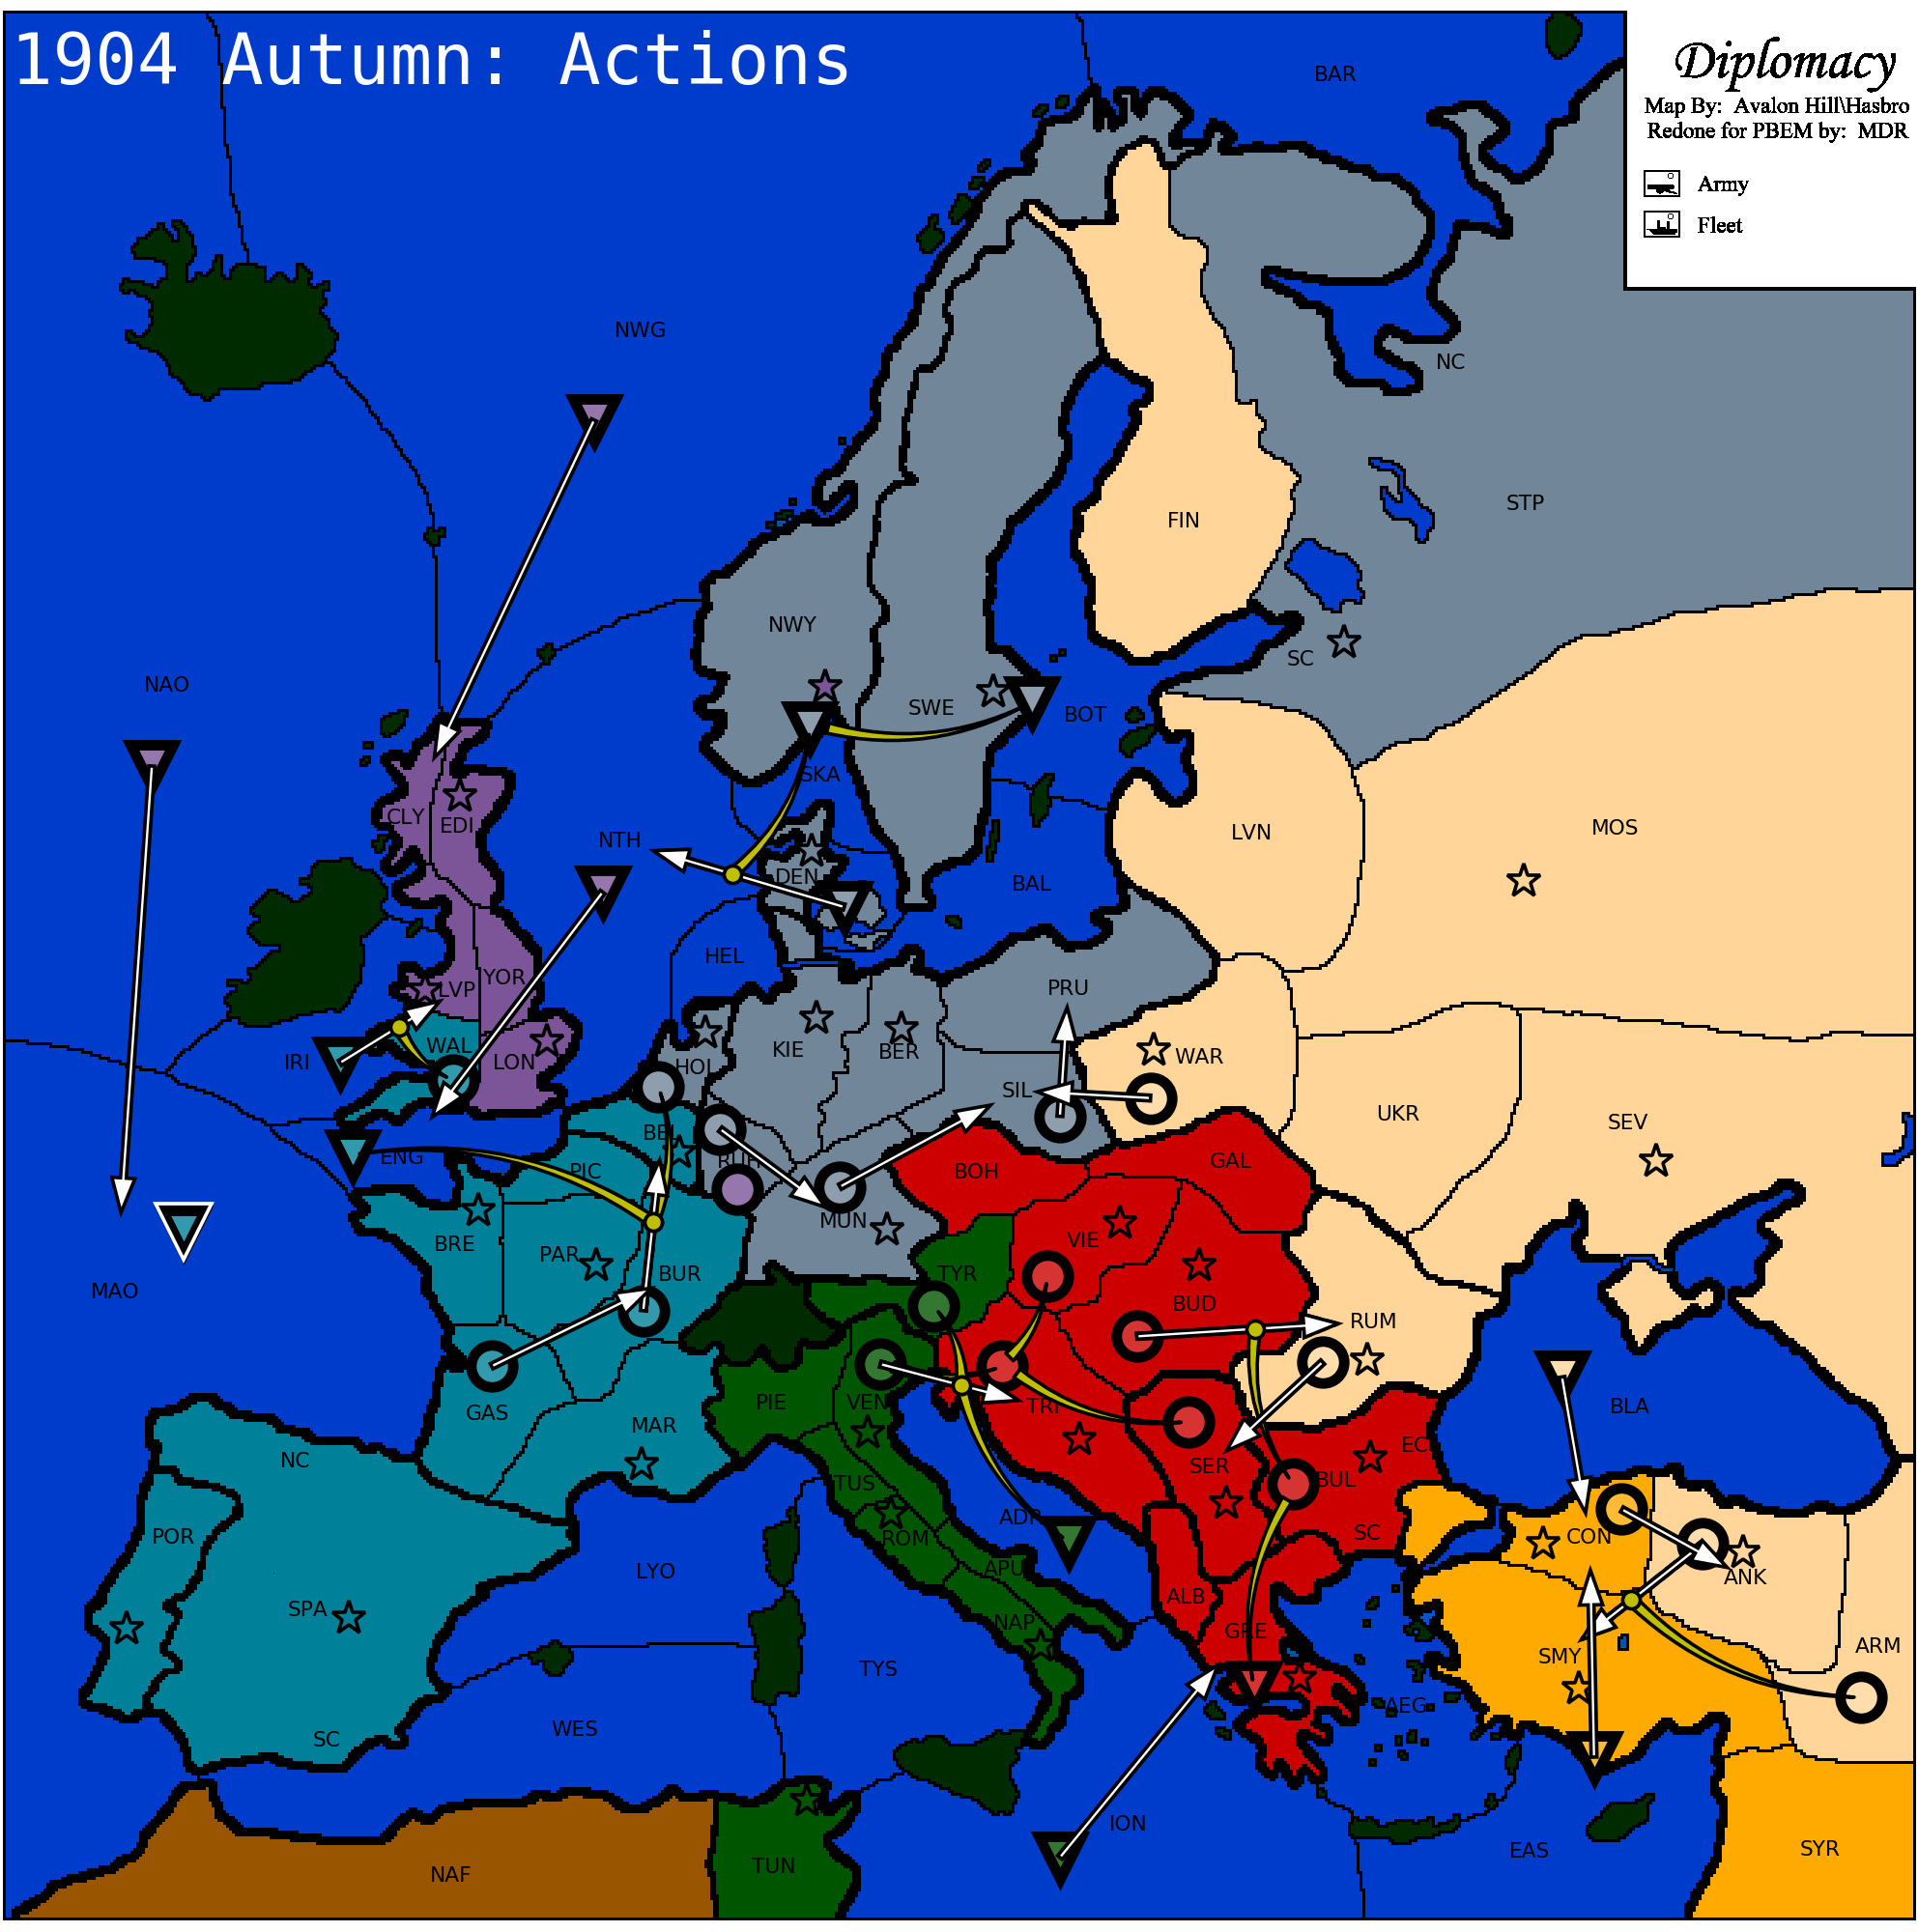 1904 Autumn: Actions
Diplomacy
Map By: Avalon Hill\Hasbro
Redone for PBEM by: MDR
Army
Fleet
BAR
NWG
NC
STP
FIN
NWY
SC
NAO
SWE
BOT
SKA
CLY
EDI
NTH
LVN
MOS
DEN
BAL
HEL
YOR
LVP
PRU
WAL
IRI
LON
HOL
KIE
BER
SIL
WAR
UKR
SEV
ENG
BEL
PIC
RUH
BOH
GAL
MUN
BRE
PAR
BUR
VIE
TYR
MAO
BUD
RUM
GAS
MAR
PIE
VEN
TRI
BLA
NC
TUS
SER
BUL
EC
POR
ROM
ADR
SC
CON
LYO
APU
ANK
SPA
NAP
ALB
GRE
SMY
ARM
TYS
AEG
WES
SC
ION
EAS
SYR
NAF
TUN